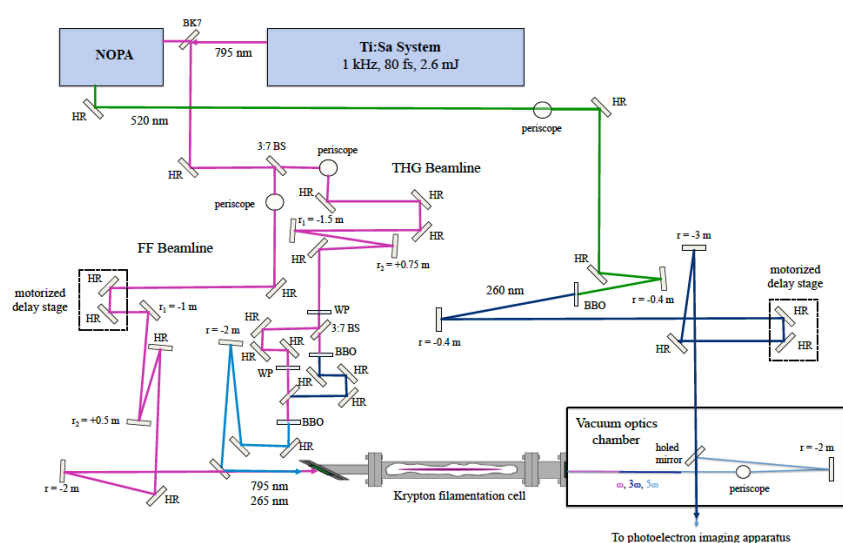 BK7
NOPA
795 nm
Ti:Sa System
1 kHz, 80 fs, 2.6 mJ
HR
520 nm
periscope
HR
3:7 BS
periscope
THG Beamline
HR
HR
HR
periscope
r₁ = -1.5 m
HR
HR
r₂ = +0.75 m
FF Beamline
r = -3 m
motorized
delay stage
HR
HR
HR
r₁ = -1 m
HR
260 nm
BBO
r = -0.4 m
r = -0.4 m
motorized
delay stage
HR
HR
HR
WP
3:7 BS
r = -2 m
HR
HR
HR
BBO
WP
HR
HR
HR
HR
r₂ = +0.5 m
BBO
HR
Vacuum optics
chamber
holed
mirror
r = -2 m
r = -2 m
HR
795 nm
265 nm
Krypton filamentation cell
ω, 3ω, 5ω
periscope
To photoelectron imaging apparatus